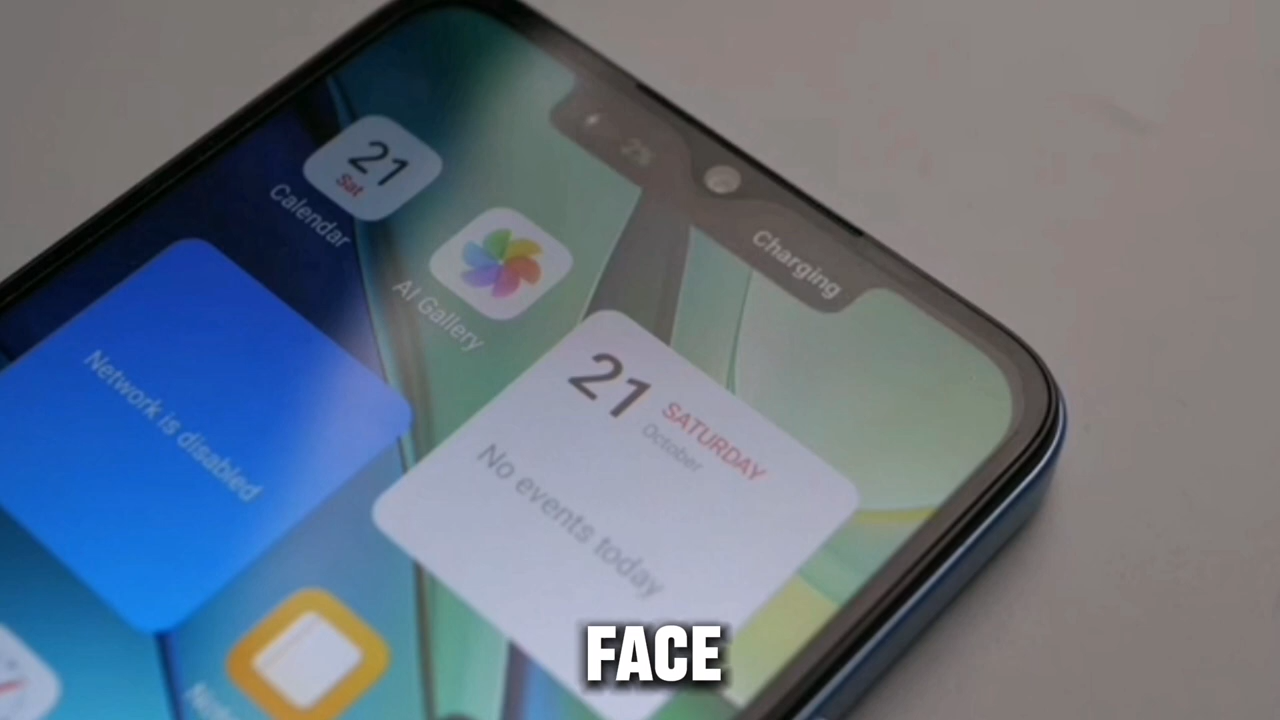 Charging
21
Sat
Calendar
AI Gallery
Network is disabled
21
SATURDAY
October
No events today
FACE